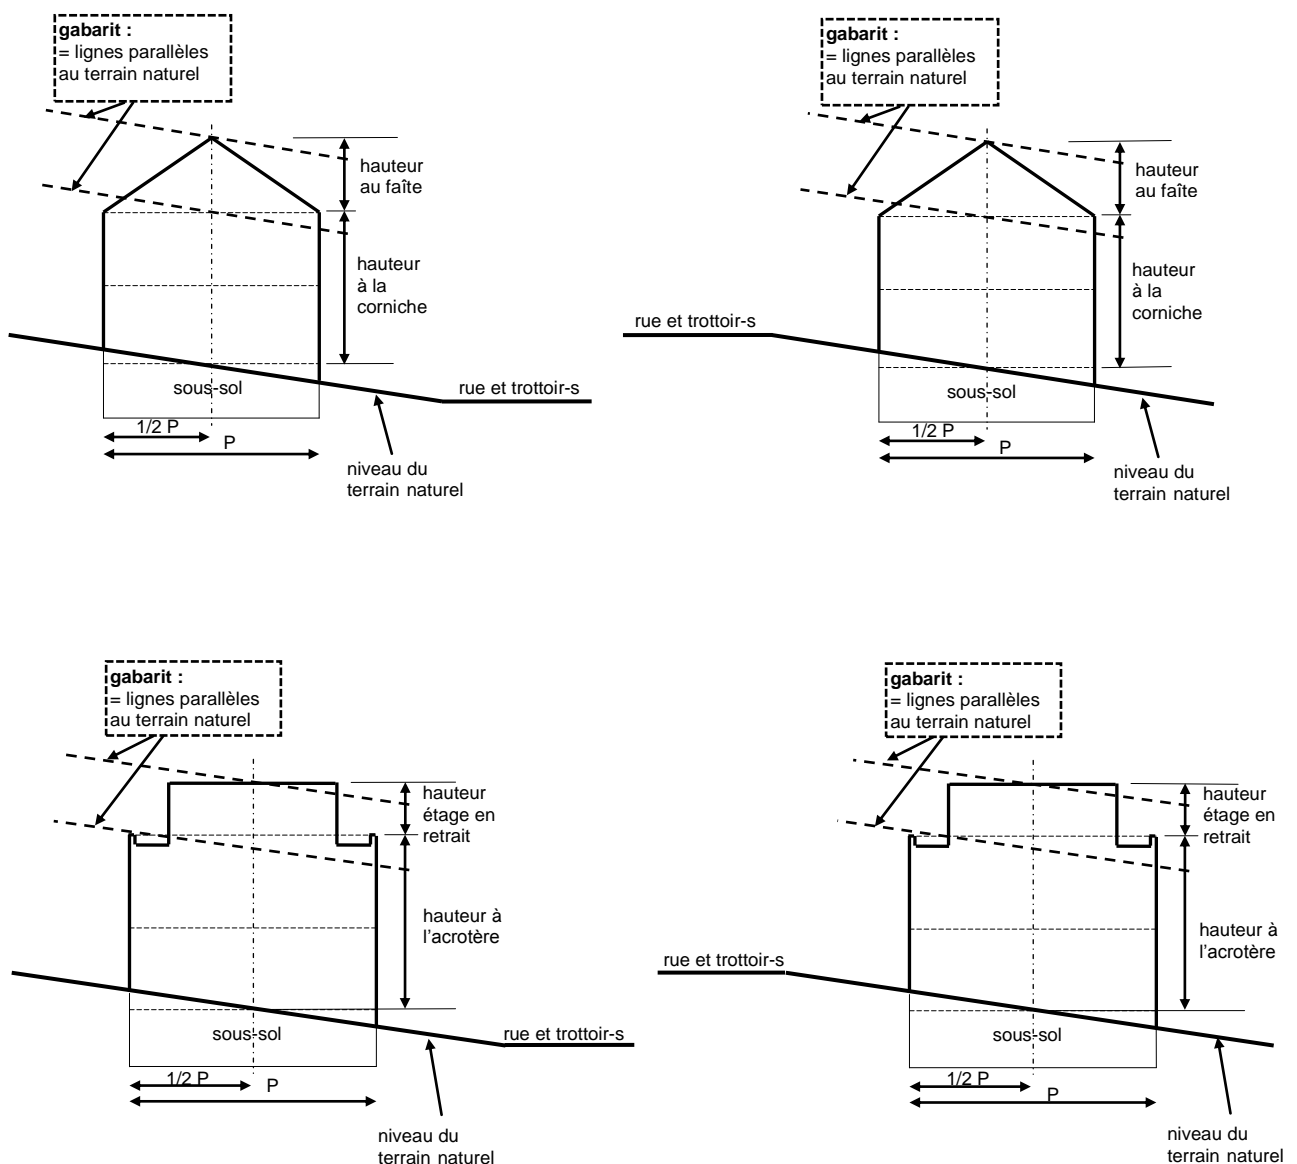 gabarit :
= lignes parallèles
au terrain naturel
hauteur
au faîte
hauteur
à la
corniche
sous-sol
rue et trottoir-s
1/2 P
P
niveau du
terrain naturel
gabarit :
= lignes parallèles
au terrain naturel
hauteur
au faîte
hauteur
à la
corniche
rue et trottoir-s
sous-sol
1/2 P
P
niveau du
terrain naturel
gabarit :
= lignes parallèles
au terrain naturel
hauteur
étage en
retrait
hauteur à
l'acrotère
sous-sol
rue et trottoir-s
1/2 P
P
niveau du
terrain naturel
gabarit :
= lignes parallèles
au terrain naturel
hauteur
étage en
retrait
hauteur à
l'acrotère
rue et trottoir-s
sous-sol
1/2 P
P
niveau du
terrain naturel